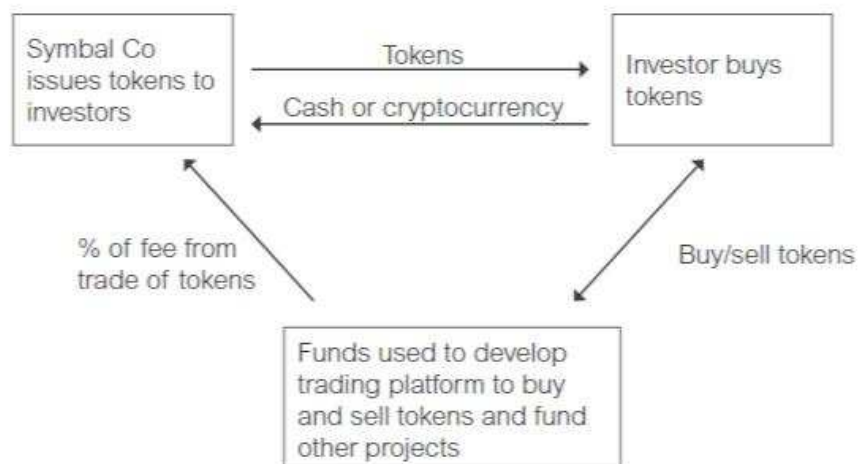 Symbal Co
issues tokens to
investors
Tokens
Cash or cryptocurrency
Investor buys
tokens
% of fee from
trade of tokens
Buy/sell tokens
Funds used to develop
trading platform to buy
and sell tokens and fund
other projects